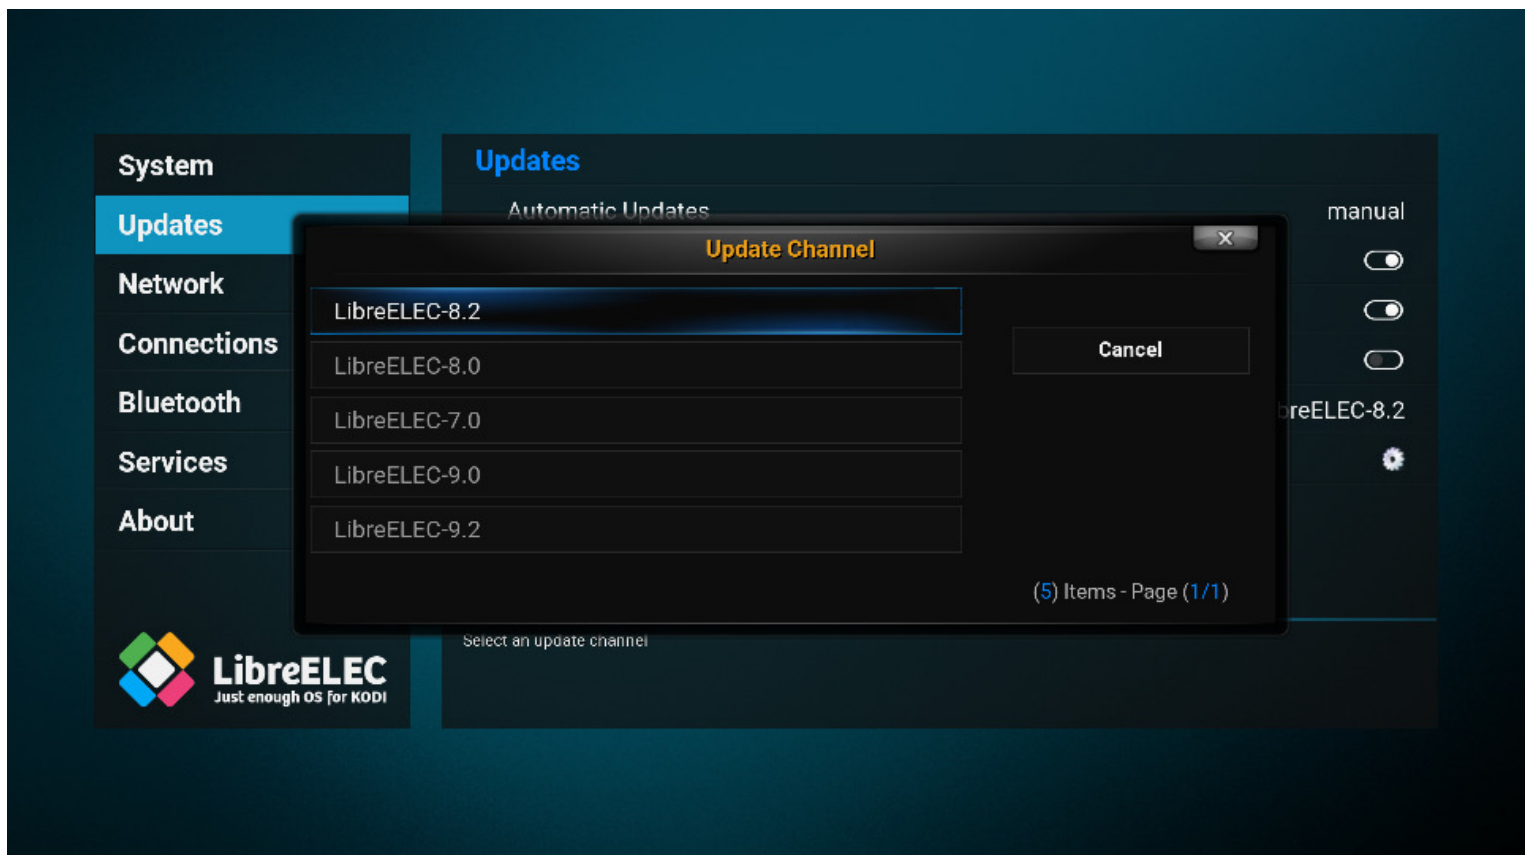 System
Updates
Network
Connections
Bluetooth
Services
About
LibreELEC
Just enough OS for KODI
Updates
Automatic Updates
manual
Update Channel
X
LibreELEC-8.2
LibreELEC-8.0
LibreELEC-7.0
LibreELEC-9.0
LibreELEC-9.2
Cancel
(5) Items - Page (1/1)
breELEC-8.2
Select an update channel